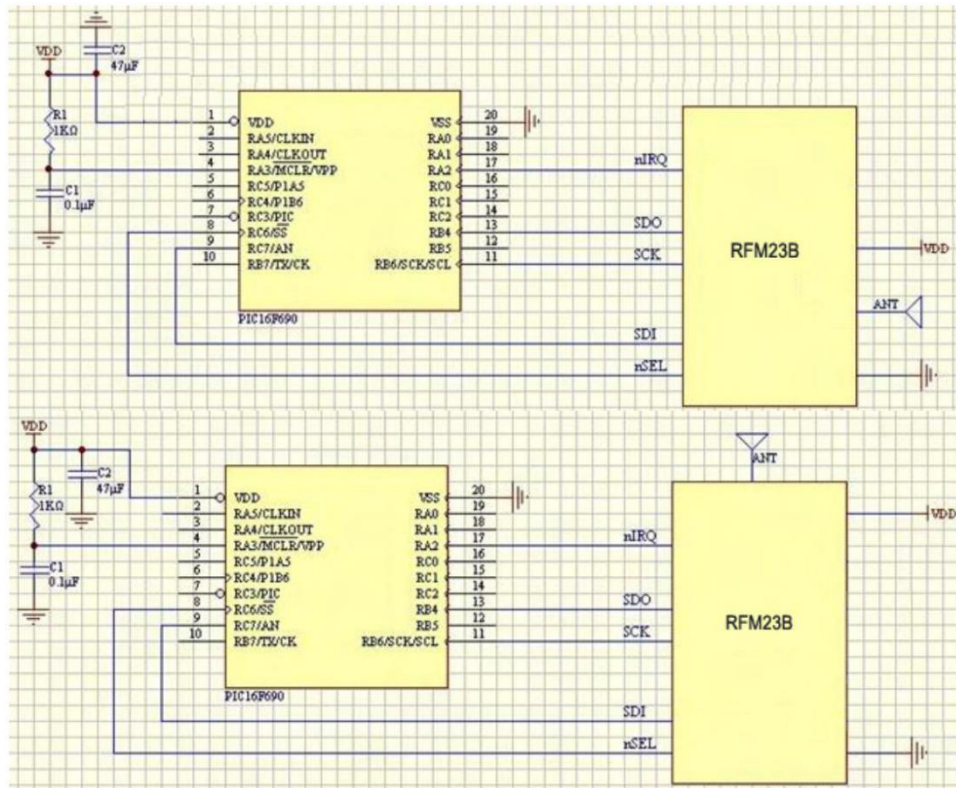 C2
VDD
47µF
R1
1KΩ
C1
0.1µF
1 VDD VSS 20
2 RA5/CLKIN RA0 19
3 RA4/CLKOUT RA1 18
4 RA3/MCLR/VPP RA2 17
5 RC5/P1A5 RC0 16
6 RC4/P1B6 RC1 15
7 RC3/PIC RC2 14
8 RC6/SS RB4 13
9 RC7/AN RB5 12
10 RB7/TX/CK RB6/SCK/SCL 11
PIC16F690
nIRQ
SDO
SCK
SDI
nSEL
RFM23B
VDD
ANT
VDD
C2
47µF
R1
1KΩ
C1
0.1µF
1 VDD VSS 20
2 RA5/CLKIN RA0 19
3 RA4/CLKOUT RA1 18
4 RA3/MCLR/VPP RA2 17
5 RC5/P1A5 RC0 16
6 RC4/P1B6 RC1 15
7 RC3/PIC RC2 14
8 RC6/SS RB4 13
9 RC7/AN RB5 12
10 RB7/TX/CK RB6/SCK/SCL 11
PIC16F690
nIRQ
SDO
SCK
SDI
nSEL
ANT
RFM23B
VDD